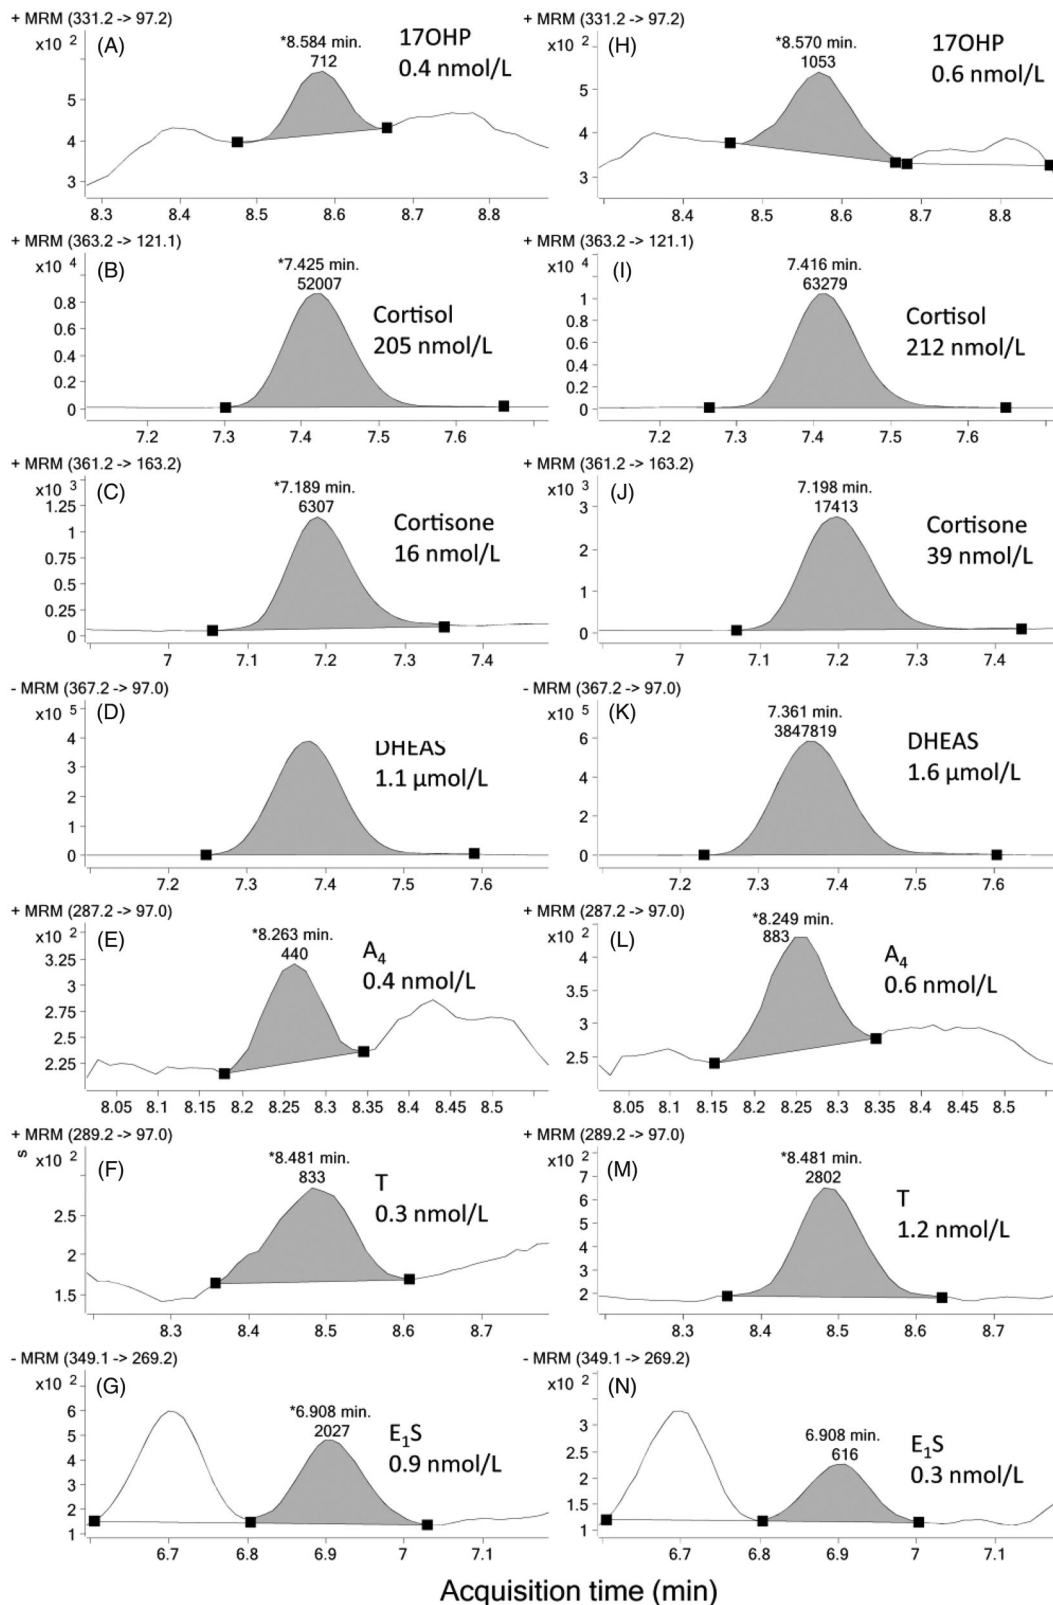 + MRM (331.2 -> 97.2)
x10 2
(A)
*8.584 min.
712
17OHP
0.4 nmol/L
5
4
3
8.3 8.4 8.5 8.6 8.7 8.8
+ MRM (331.2 -> 97.2)
x10 2
(H)
*8.570 min.
1053
17OHP
0.6 nmol/L
5
4
3
8.4 8.5 8.6 8.7 8.8
+ MRM (363.2 -> 121.1)
x10 4
(B)
*7.425 min.
52007
Cortisol
205 nmol/L
0.8
0.6
0.4
0.2
0
7.2 7.3 7.4 7.5 7.6
+ MRM (363.2 -> 121.1)
x10 4
(I)
7.416 min.
63279
Cortisol
212 nmol/L
1
0.8
0.6
0.4
0.2
0
7.2 7.3 7.4 7.5 7.6
+ MRM (361.2 -> 163.2)
x10 3
(C)
*7.189 min.
6307
Cortisone
16 nmol/L
1.25
1
0.75
0.5
0.25
0
7 7.1 7.2 7.3 7.4
+ MRM (361.2 -> 163.2)
x10 3
(J)
7.198 min.
17413
Cortisone
39 nmol/L
3
2
1
0
7 7.1 7.2 7.3 7.4
- MRM (367.2 -> 97.0)
x10 5
(D)
DHEAS
1.1 µmol/L
4
3
2
1
0
7.2 7.3 7.4 7.5 7.6
- MRM (367.2 -> 97.0)
x10 5
(K)
7.361 min.
3847819
DHEAS
1.6 µmol/L
6
4
2
0
7.2 7.3 7.4 7.5 7.6
+ MRM (287.2 -> 97.0)
x10 2
(E)
*8.263 min.
440
A4
0.4 nmol/L
3.25
3
2.75
2.5
2.25
8.05 8.1 8.15 8.2 8.25 8.3 8.35 8.4 8.45 8.5
+ MRM (287.2 -> 97.0)
x10 2
(L)
*8.249 min.
883
A4
0.6 nmol/L
4
3.5
3
2.5
8.05 8.1 8.15 8.2 8.25 8.3 8.35 8.4 8.45 8.5
+ MRM (289.2 -> 97.0)
s
x10 2
(F)
*8.481 min.
833
T
0.3 nmol/L
2.5
2
1.5
8.3 8.4 8.5 8.6 8.7
+ MRM (289.2 -> 97.0)
x10 2
(M)
*8.481 min.
2802
T
1.2 nmol/L
7
6
5
4
3
2
8.3 8.4 8.5 8.6 8.7
- MRM (349.1 -> 269.2)
x10 2
(G)
*6.908 min.
2027
E1S
0.9 nmol/L
6
5
4
3
2
1
6.7 6.8 6.9 7 7.1
- MRM (349.1 -> 269.2)
x10 2
(N)
6.908 min.
616
E1S
0.3 nmol/L
3
2.5
2
1.5
1
6.7 6.8 6.9 7 7.1
Acquisition time (min)